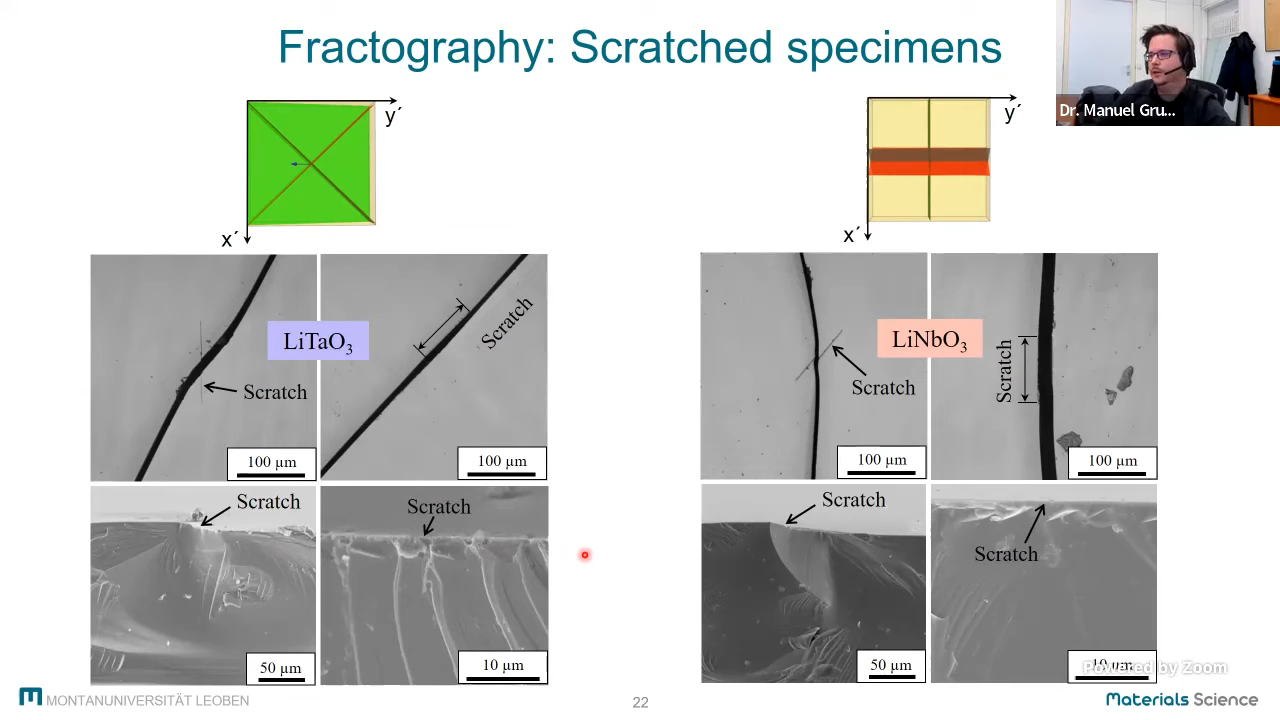 Fractography: Scratched specimens
Dr. Manuel Gru...
y´
x´
y´
x´
LiTaO3
Scratch
Scratch
100 µm
100 µm
Scratch
Scratch
50 µm
10 µm
LiNbO3
Scratch
Scratch
100 µm
100 µm
Scratch
Scratch
50 µm
10 µm
Powered by Zoom
MONTANUNIVERSITÄT LEOBEN
22
Materials Science